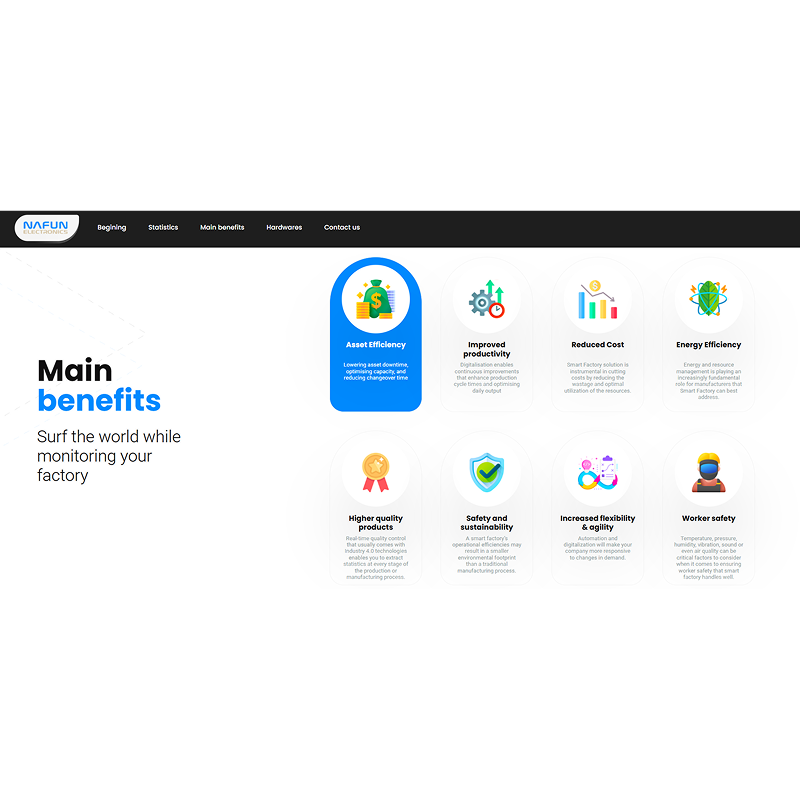 NAFUN
ELECTRONICS
Begining
Statistics
Main benefits
Hardwares
Contact us
Main
benefits
Surf the world while
monitoring your
factory
Asset Efficiency
Lowering asset downtime,
optimising capacity, and
reducing changeover time
Improved
productivity
Digitalisation enables
continuous improvements
that enhance production
cycle times and optimising
daily output
Reduced Cost
Smart Factory solution is
instrumental in cutting
costs by reducing the
wastage and optimal
utilization of the resources.
Energy Efficiency
Energy and resource
management is playing an
increasingly fundamental
role for manufacturers that
Smart Factory can best
address.
Higher quality
products
Real-time quality control
that usually comes with
Industry 4.0 technologies
enables you to extract
statistics at every stage of
the production or
manufacturing process.
Safety and
sustainability
A smart factory's
operational efficiencies may
result in a smaller
environmental footprint
than a traditional
manufacturing process.
Increased flexibility
& agility
Automation and
digitalization will make your
company more responsive
to changes in demand.
Worker safety
Temperature, pressure,
humidity, vibration, sound or
even air quality can be
critical factors to consider
when it comes to ensuring
worker safety that smart
factory handles well.